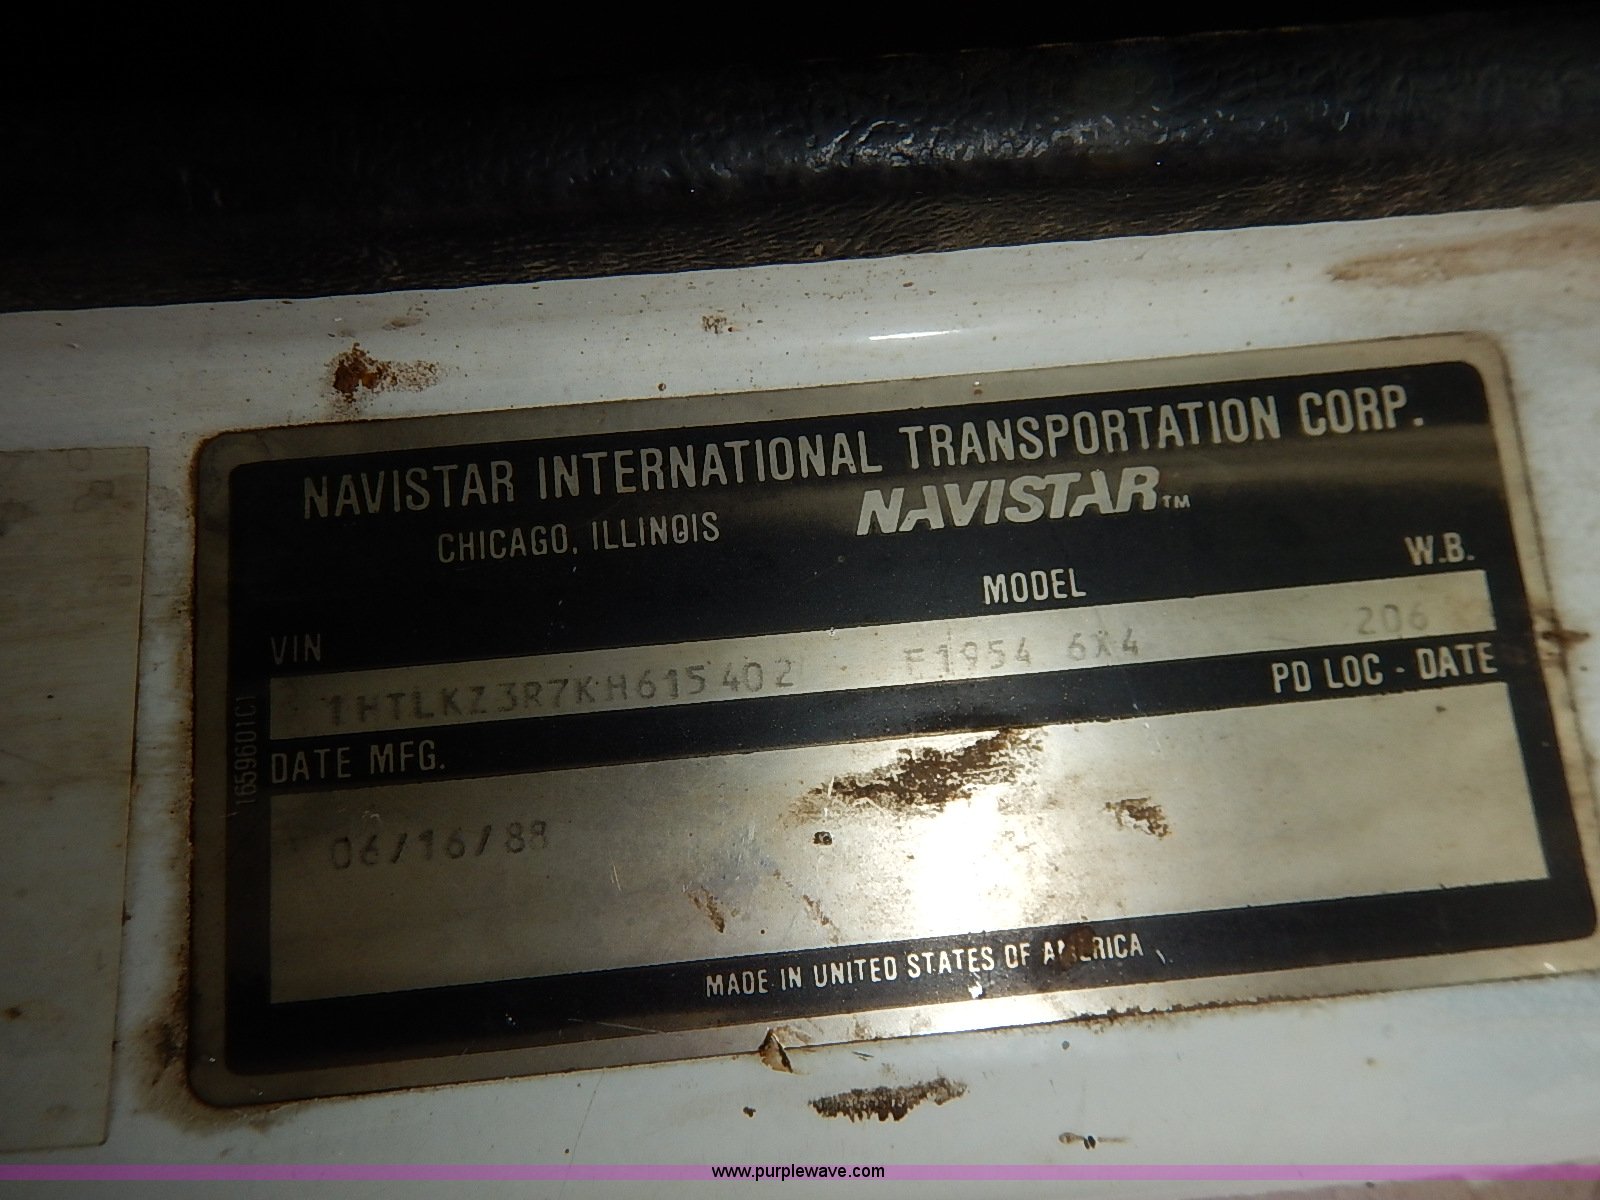 NAVISTAR INTERNATIONAL TRANSPORTATION CORP.
CHICAGO, ILLINOIS
NAVISTAR™
VIN
MODEL
W.B.
1HTLKZ3R7KH615402
F1954 6X4
206
DATE MFG.
PD LOC - DATE
06/16/88
MADE IN UNITED STATES OF AMERICA
1659601C1
www.purplewave.com